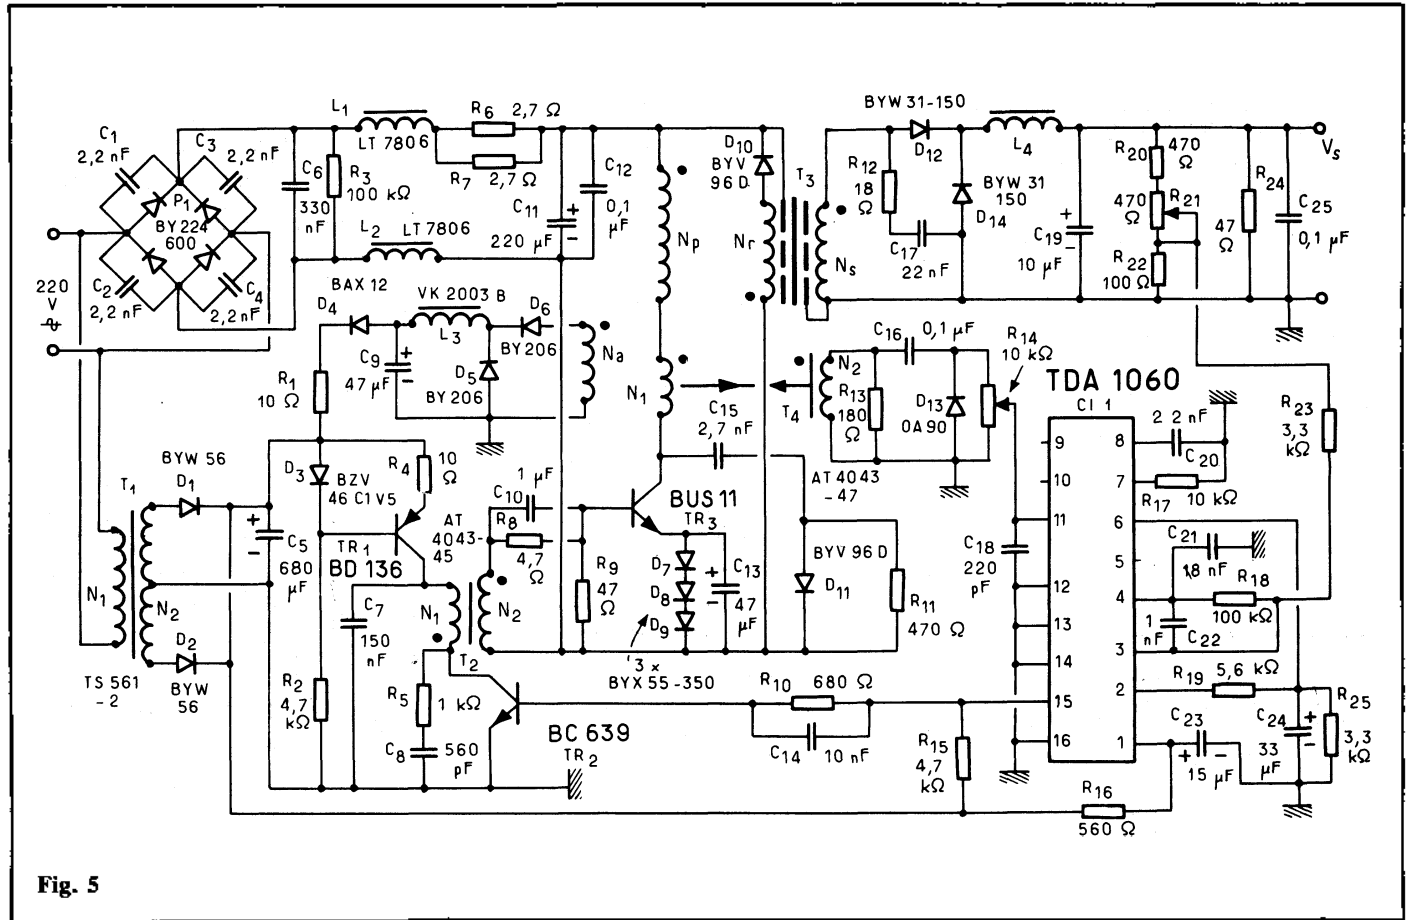 C1
2,2 nF
C3
2,2 nF
P1
BY 224
600
C2
2,2 nF
C4
2,2 nF
220
V
L1
LT 7806
R6
2,7 Ω
R7
2,7 Ω
C6
330
nF
R3
100 kΩ
L2
LT 7806
C11
+
-
220 µF
C12
0,1
µF
Np
D10
BYV
96 D
Nr
T3
Ns
BYW 31-150
D12
R12
18
Ω
C17
22 nF
BYW 31
150
D14
L4
C19
+
-
10 µF
R20
470
Ω
470
Ω
R21
R22
100 Ω
R24
47
Ω
C25
0,1 µF
Vs
BAX 12
D4
VK 2003 B
L3
D6
BY 206
Na
C9
+
-
47 µF
D5
BY 206
R1
10 Ω
N1
C15
2,7 nF
T4
N2
R13
180
Ω
C16
0,1 µF
D13
OA 90
R14
10 kΩ
AT 4043
-47
TDA 1060
CI 1
9
10
11
12
13
14
15
16
8
7
6
5
4
3
2
1
2 2 nF
C20
R17
10 kΩ
R23
3,3
kΩ
C21
18 nF
R18
100 kΩ
1
nF
C22
R19
5,6 kΩ
C23
+
-
15
µF
C24
+
-
33
µF
R25
3,3
kΩ
C18
220
pF
BYW 56
D1
T1
N1
N2
D2
BYW
56
TS 561
-2
C5
+
-
680
µF
D3
BZV
46 C1V5
R4
10
Ω
TR1
BD 136
AT
4043-
45
C10
1 µF
R8
4,7
Ω
N1
N2
T2
C7
150
nF
R2
4,7
kΩ
R5
1 kΩ
C8
560
pF
BC 639
TR2
R9
47
Ω
BUS 11
TR3
D7
D8
D9
3 x
BYX 55-350
C13
+
-
47
µF
BYV 96 D
D11
R11
470 Ω
R10
680 Ω
C14
10 nF
R15
4,7
kΩ
R16
560 Ω
Fig. 5